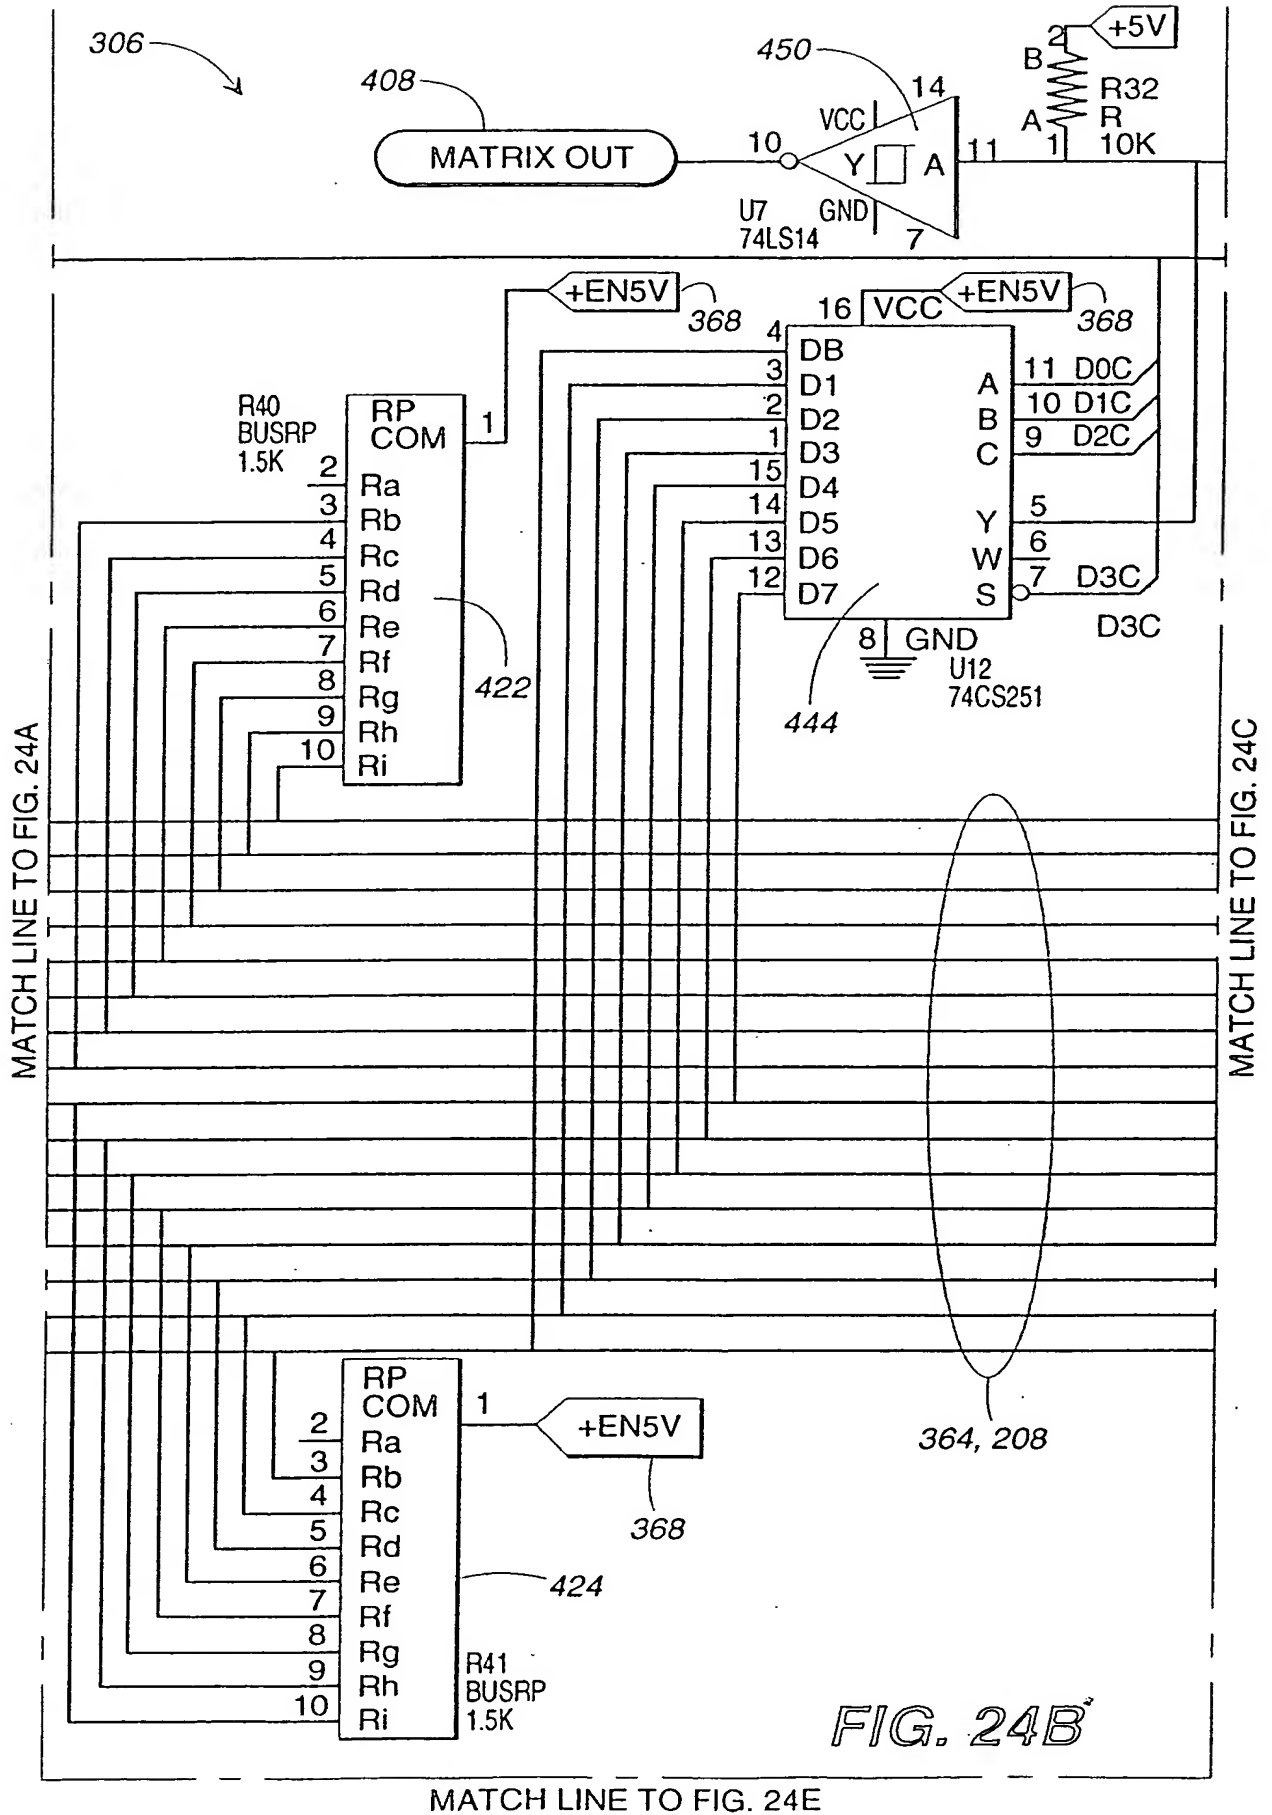 306
408
MATRIX OUT
10
450
14
VCC
Y A
GND
7
U7
74LS14
11
+5V
2
B
A
1
R32
R
10K
+EN5V
368
+EN5V
368
R40
BUSRP
1.5K
RP
COM
1
2 Ra
3 Rb
4 Rc
5 Rd
6 Re
7 Rf
8 Rg
9 Rh
10 Ri
422
16 VCC
4 DB
3 D1
2 D2
1 D3
15 D4
14 D5
13 D6
12 D7
A 11 D0C
B 10 D1C
C 9 D2C
Y 5
W 6
S 7 D3C
D3C
8 GND
U12
74CS251
444
MATCH LINE TO FIG. 24A
MATCH LINE TO FIG. 24C
364, 208
RP
COM
1
+EN5V
368
2 Ra
3 Rb
4 Rc
5 Rd
6 Re
7 Rf
8 Rg
9 Rh
10 Ri
424
R41
BUSRP
1.5K
FIG. 24B
MATCH LINE TO FIG. 24E